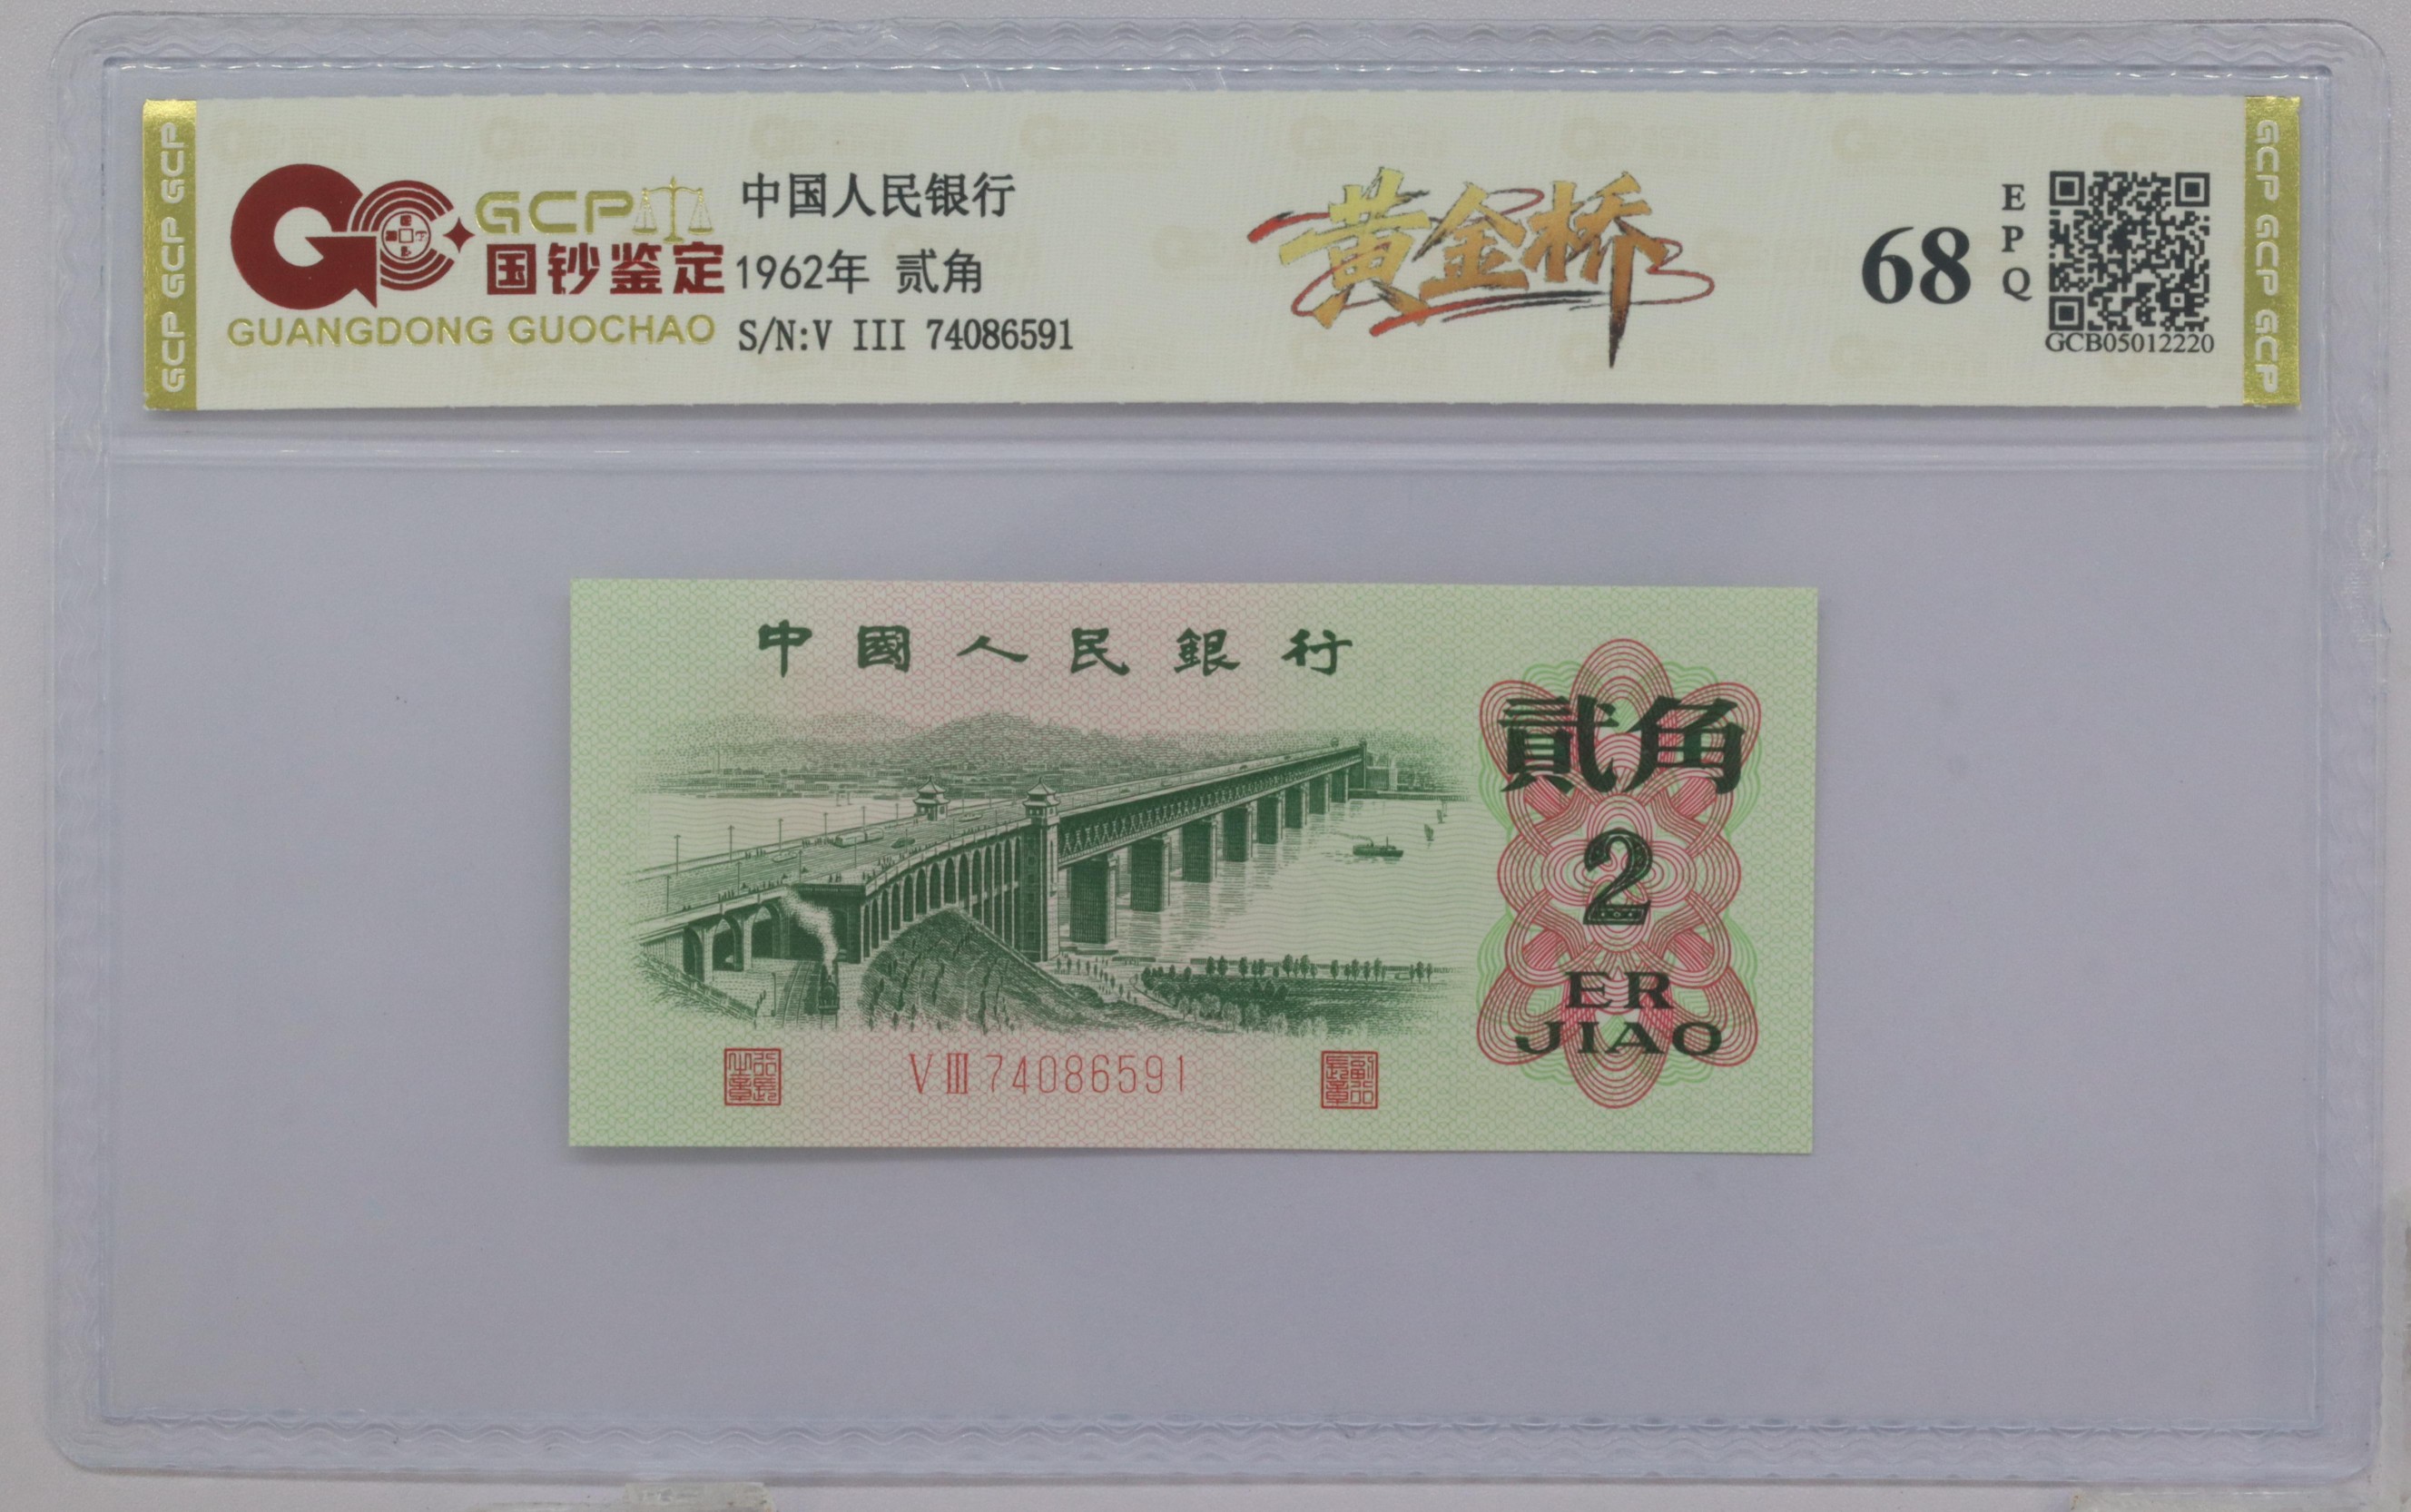 GCP GCP GCP
GCP
国钞鉴定
GUANGDONG GUOCHAO
中国人民银行
1962年 贰角
S/N:V III 74086591
黄金桥
68
EPQ
GCB05012220
GCP GCP GCP
中國人民銀行
貳角
2
ER
JIAO
V III 74086591